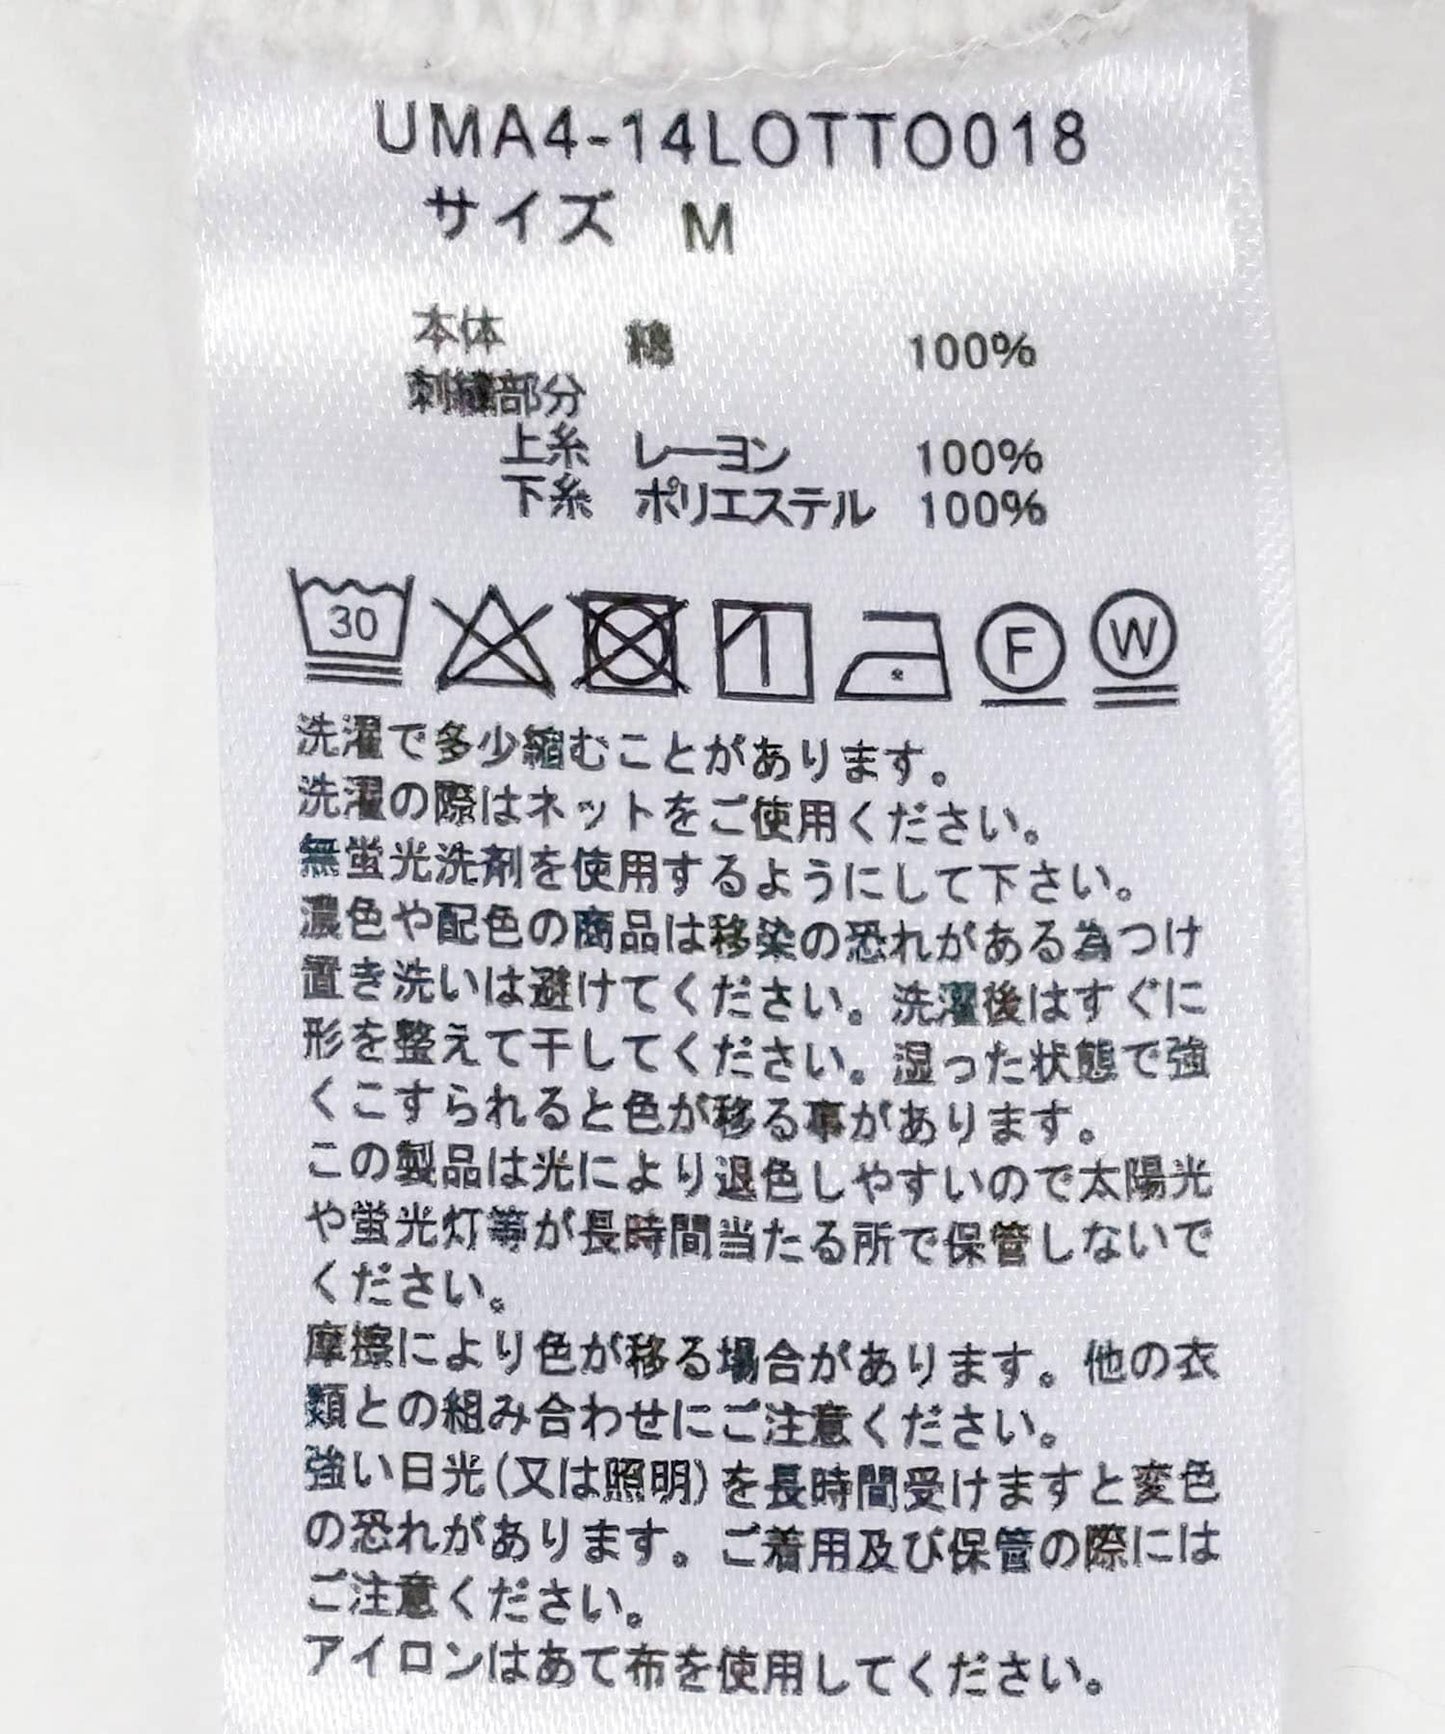 UMA4-14LOTTO018
サイズ M
本体 綿 100%
刺繍部分
上糸 レーヨン 100%
下糸 ポリエステル 100%
30 F W
洗濯で多少縮むことがあります。
洗濯の際はネットをご使用ください。
無蛍光洗剤を使用するようにして下さい。
濃色や配色の商品は移染の恐れがある為つけ
置き洗いは避けてください。洗濯後はすぐに
形を整えて干してください。湿った状態で強
くこすられると色が移る事があります。
この製品は光により退色しやすいので太陽光
や蛍光灯等が長時間当たる所で保管しないで
ください。
摩擦により色が移る場合があります。他の衣
類との組み合わせにご注意ください。
強い日光(又は照明)を長時間受けますと変色
の恐れがあります。ご着用及び保管の際には
ご注意ください。
アイロンはあて布を使用してください。